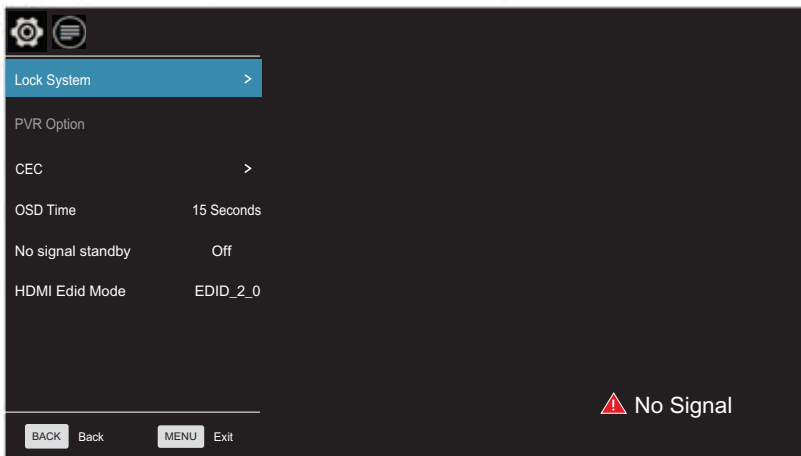 Lock System >
PVR Option
CEC >
OSD Time 15 Seconds
No signal standby Off
HDMI Edid Mode EDID_2_0
No Signal
BACK Back MENU Exit